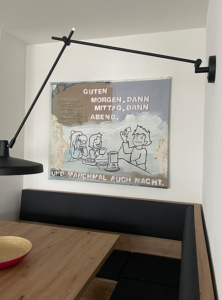 GUTEN
MORGEN, DANN
MITTAG, DANN
ABEND.
UND MANCHMAL AUCH NACHT.